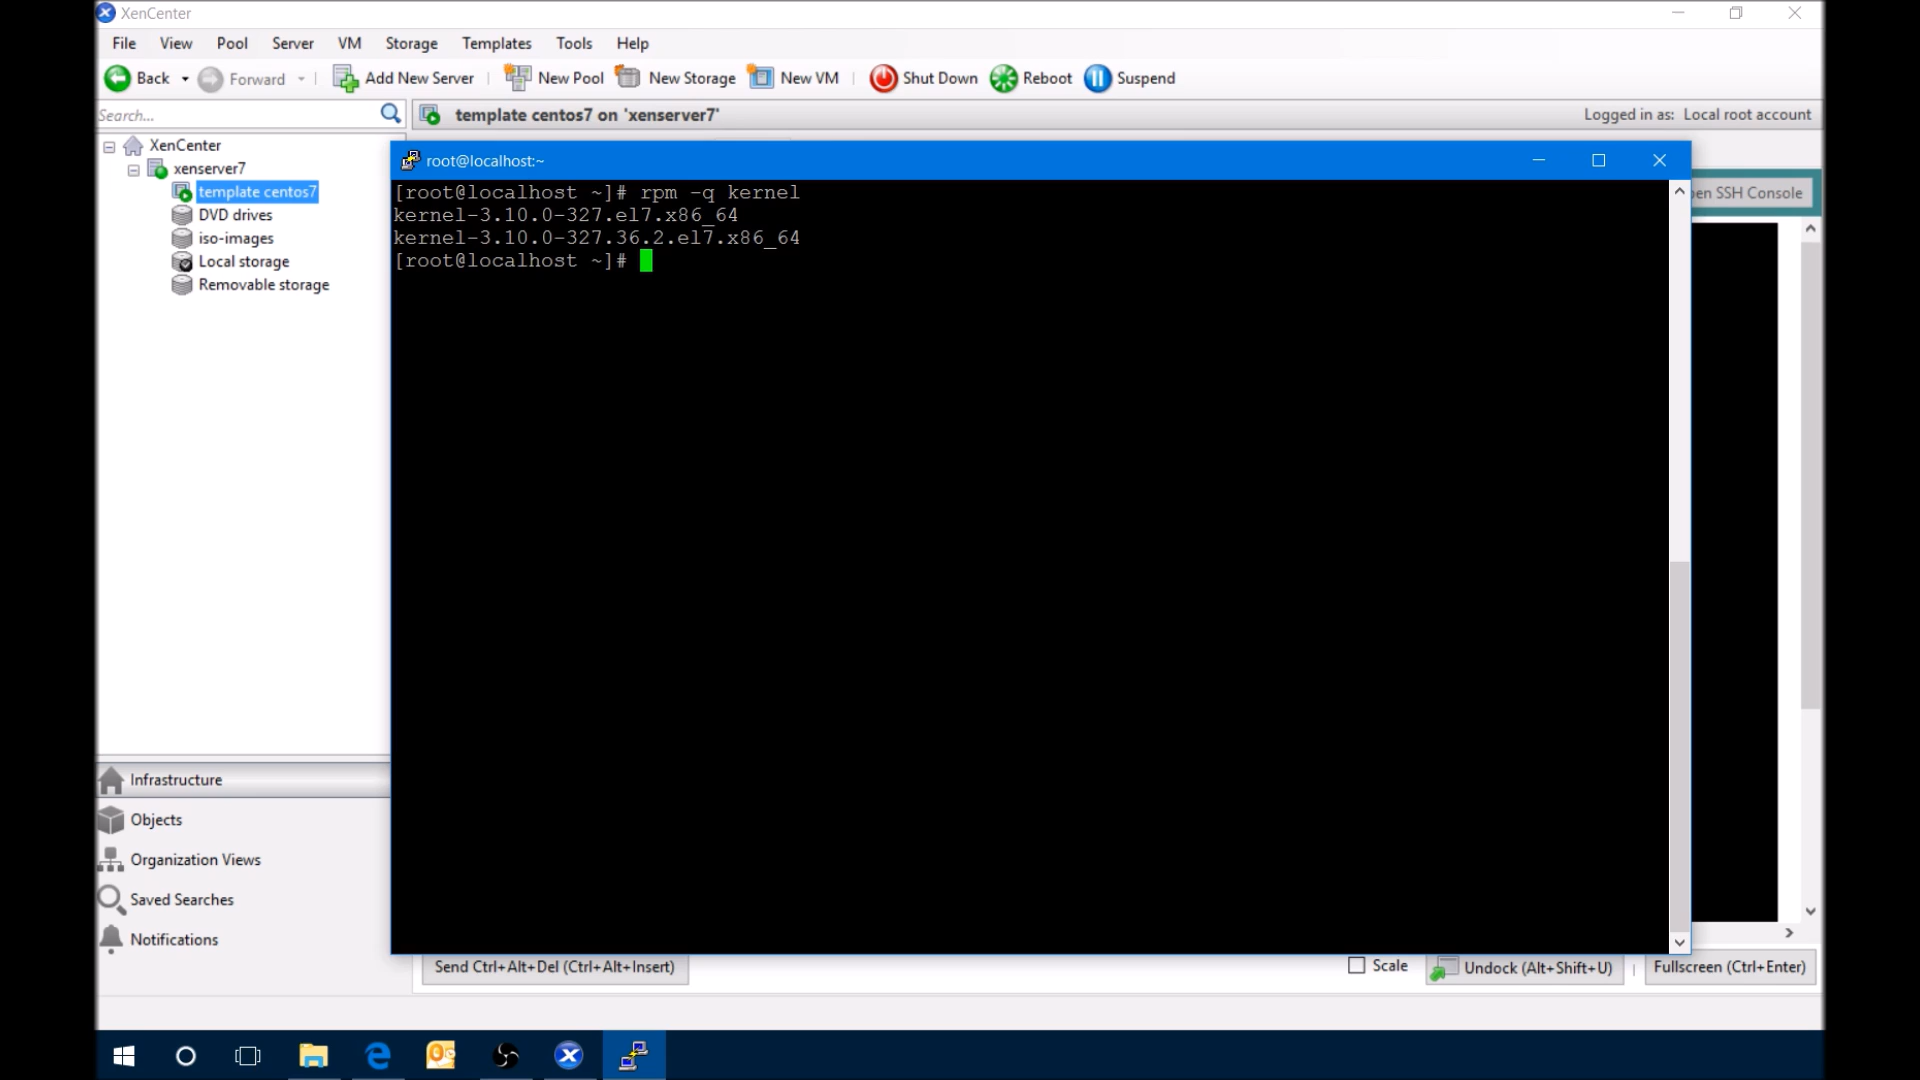 XenCenter
File View Pool Server VM Storage Templates Tools Help
Back Forward Add New Server New Pool New Storage New VM Shut Down Reboot Suspend
Search...
template centos7 on 'xenserver7'
Logged in as: Local root account
XenCenter
xenserver7
template centos7
DVD drives
iso-images
Local storage
Removable storage
root@localhost:~
SSH Console
[root@localhost ~]# rpm -q kernel
kernel-3.10.0-327.el7.x86_64
kernel-3.10.0-327.36.2.el7.x86_64
[root@localhost ~]#
Infrastructure
Objects
Organization Views
Saved Searches
Notifications
Send Ctrl+Alt+Del (Ctrl+Alt+Insert)
Scale
Undock (Alt+Shift+U)
Fullscreen (Ctrl+Enter)